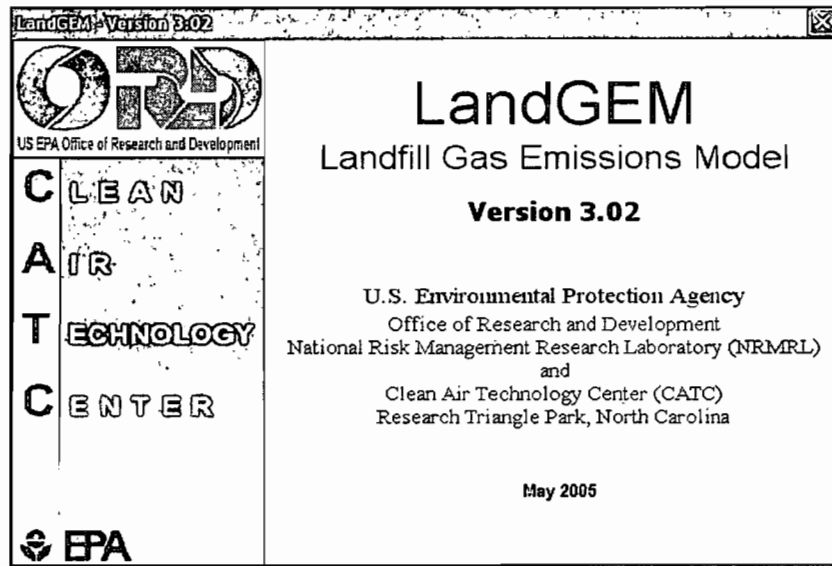 LandGEM - Version 3.02
ORD
US EPA Office of Research and Development
CLEAN
AIR
TECHNOLOGY
CENTER
EPA
LandGEM
Landfill Gas Emissions Model
Version 3.02
U.S. Environmental Protection Agency
Office of Research and Development
National Risk Management Research Laboratory (NRMRL)
and
Clean Air Technology Center (CATC)
Research Triangle Park, North Carolina
May 2005